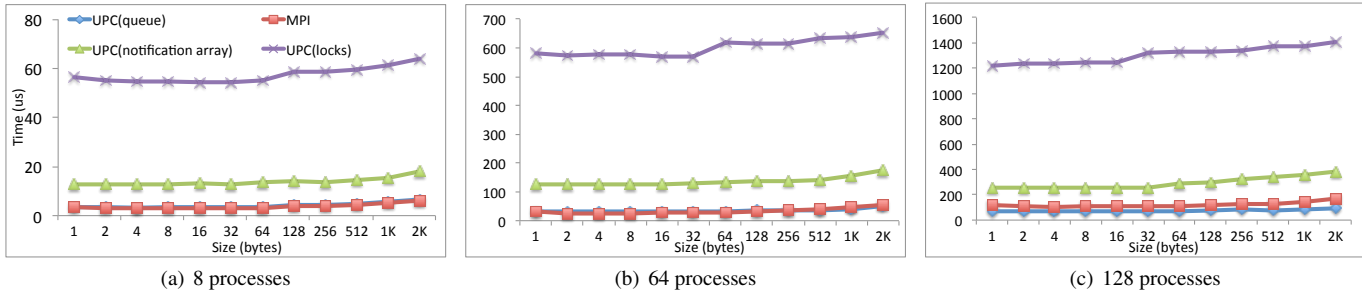 80
60
40
20
0
Time (us)
UPC(queue)
MPI
UPC(notification array)
UPC(locks)
1 2 4 8 16 32 64 128 256 512 1K 2K
Size (bytes)
(a) 8 processes
700
600
500
400
300
200
100
0
1 2 4 8 16 32 64 128 256 512 1K 2K
Size (bytes)
(b) 64 processes
1600
1400
1200
1000
800
600
400
200
0
1 2 4 8 16 32 64 128 256 512 1K 2K
Size (bytes)
(c) 128 processes